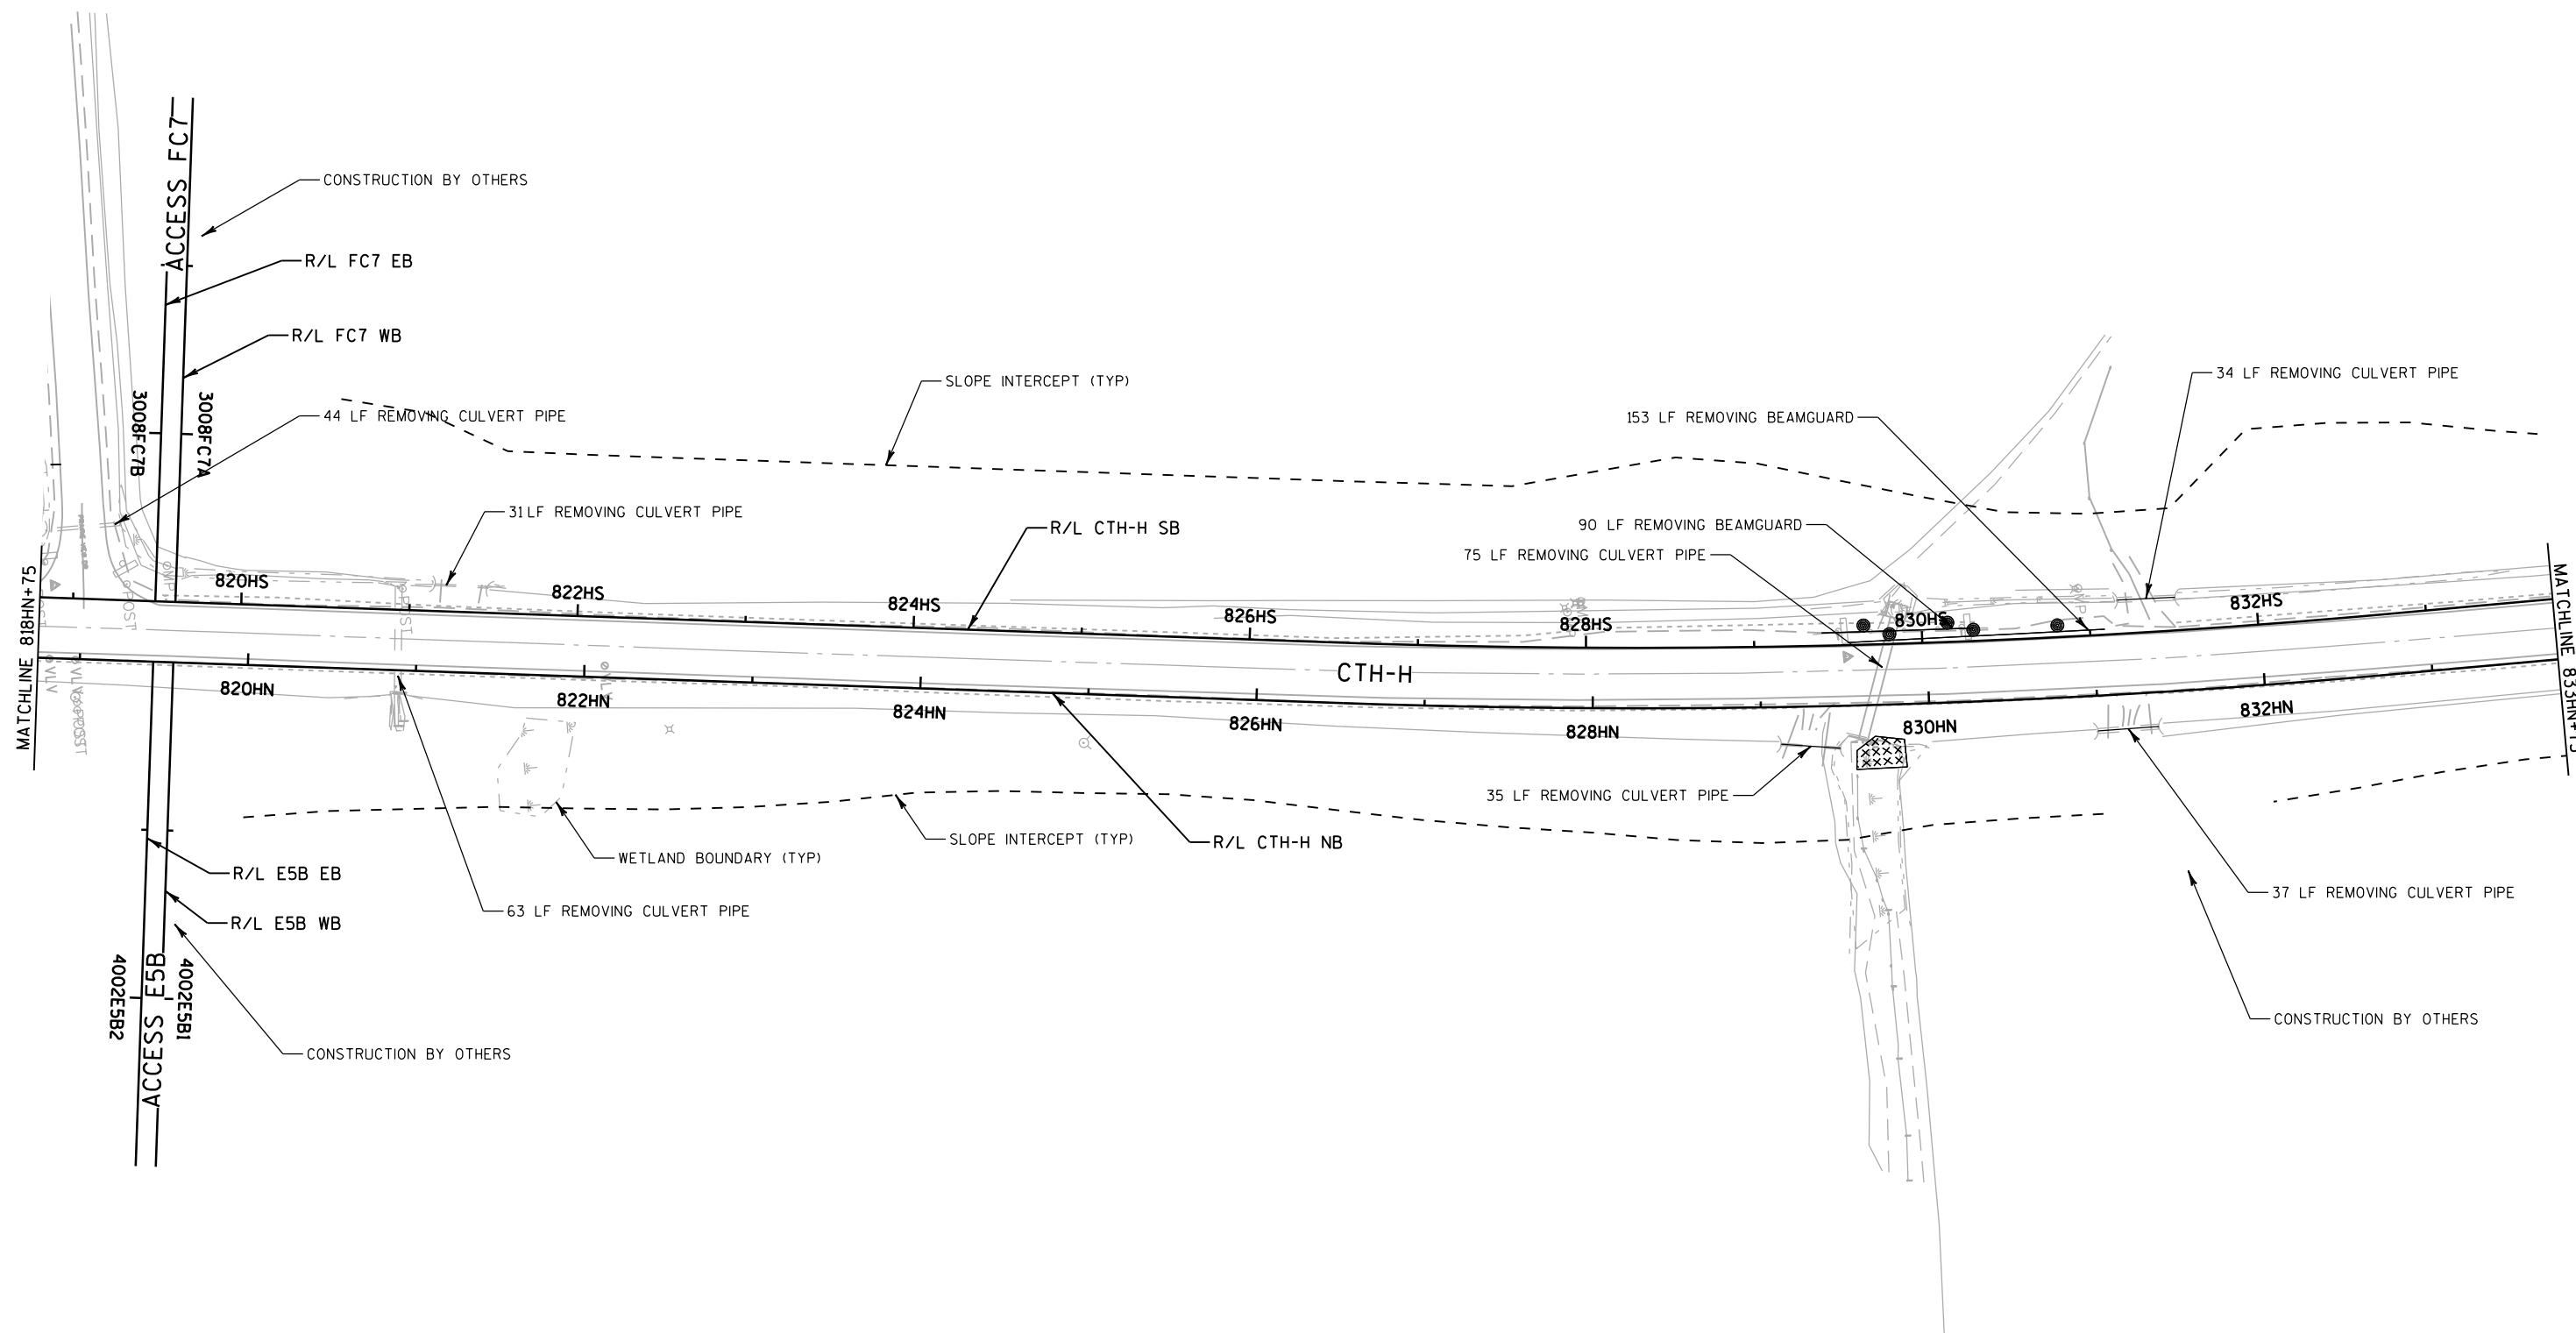 ACCESS FC7
CONSTRUCTION BY OTHERS
R/L FC7 EB
R/L FC7 WB
3008FC7B
3008FC7A
SLOPE INTERCEPT (TYP)
44 LF REMOVING CULVERT PIPE
34 LF REMOVING CULVERT PIPE
153 LF REMOVING BEAMGUARD
31 LF REMOVING CULVERT PIPE
R/L CTH-H SB
90 LF REMOVING BEAMGUARD
75 LF REMOVING CULVERT PIPE
MATCHLINE 818HN+75
820HS
822HS
824HS
826HS
828HS
830HS
832HS
MATCHLINE 833HN+75
CTH-H
820HN
822HN
824HN
826HN
828HN
830HN
832HN
35 LF REMOVING CULVERT PIPE
SLOPE INTERCEPT (TYP)
R/L CTH-H NB
WETLAND BOUNDARY (TYP)
R/L E5B EB
R/L E5B WB
63 LF REMOVING CULVERT PIPE
37 LF REMOVING CULVERT PIPE
4002E5B2
ACCESS E5B
4002E5B1
CONSTRUCTION BY OTHERS
CONSTRUCTION BY OTHERS